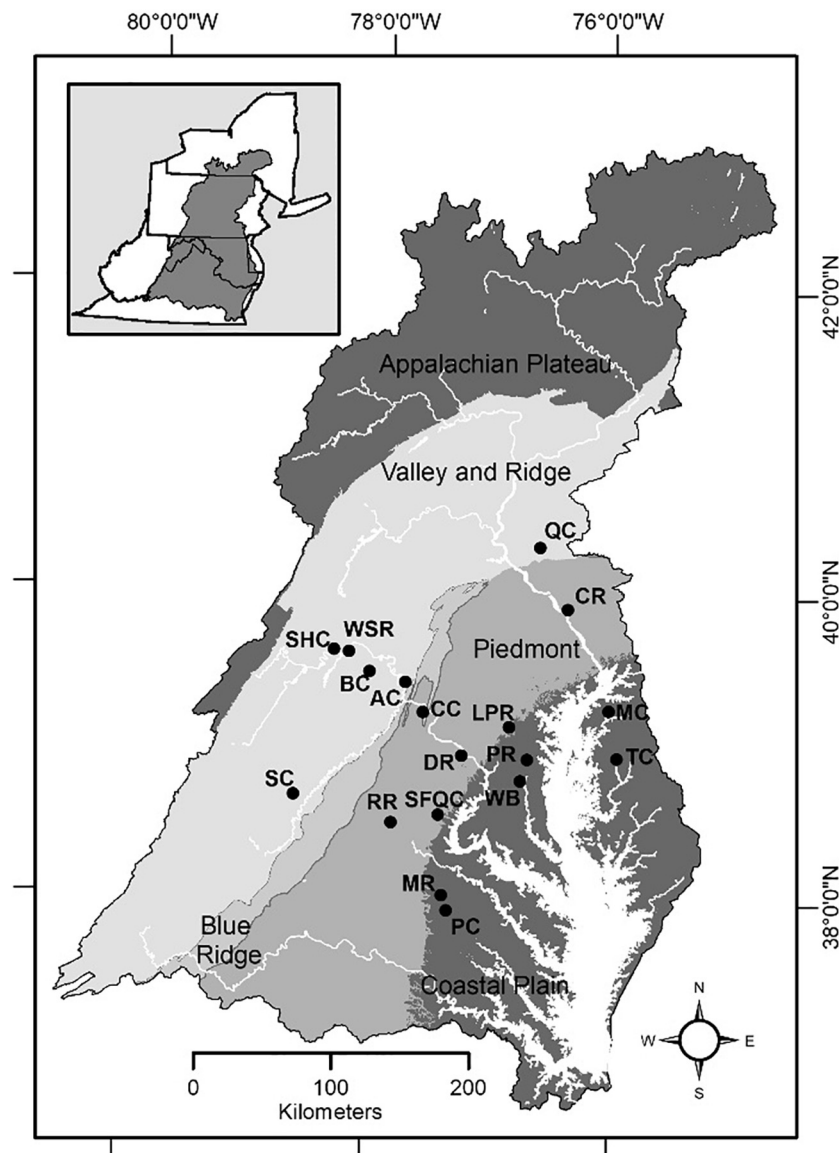 80°0'0"W 78°0'0"W 76°0'0"W
42°0'0"N
Appalachian Plateau
Valley and Ridge
QC
40°0'0"N
CR
WSR
SHC
Piedmont
BC
AC
CC
LPR
MC
DR
PR
TC
SC
WB
RR
SFQC
MR
38°0'0"N
PC
Blue
Ridge
Coastal Plain
N
W
E
S
0 100 200
Kilometers